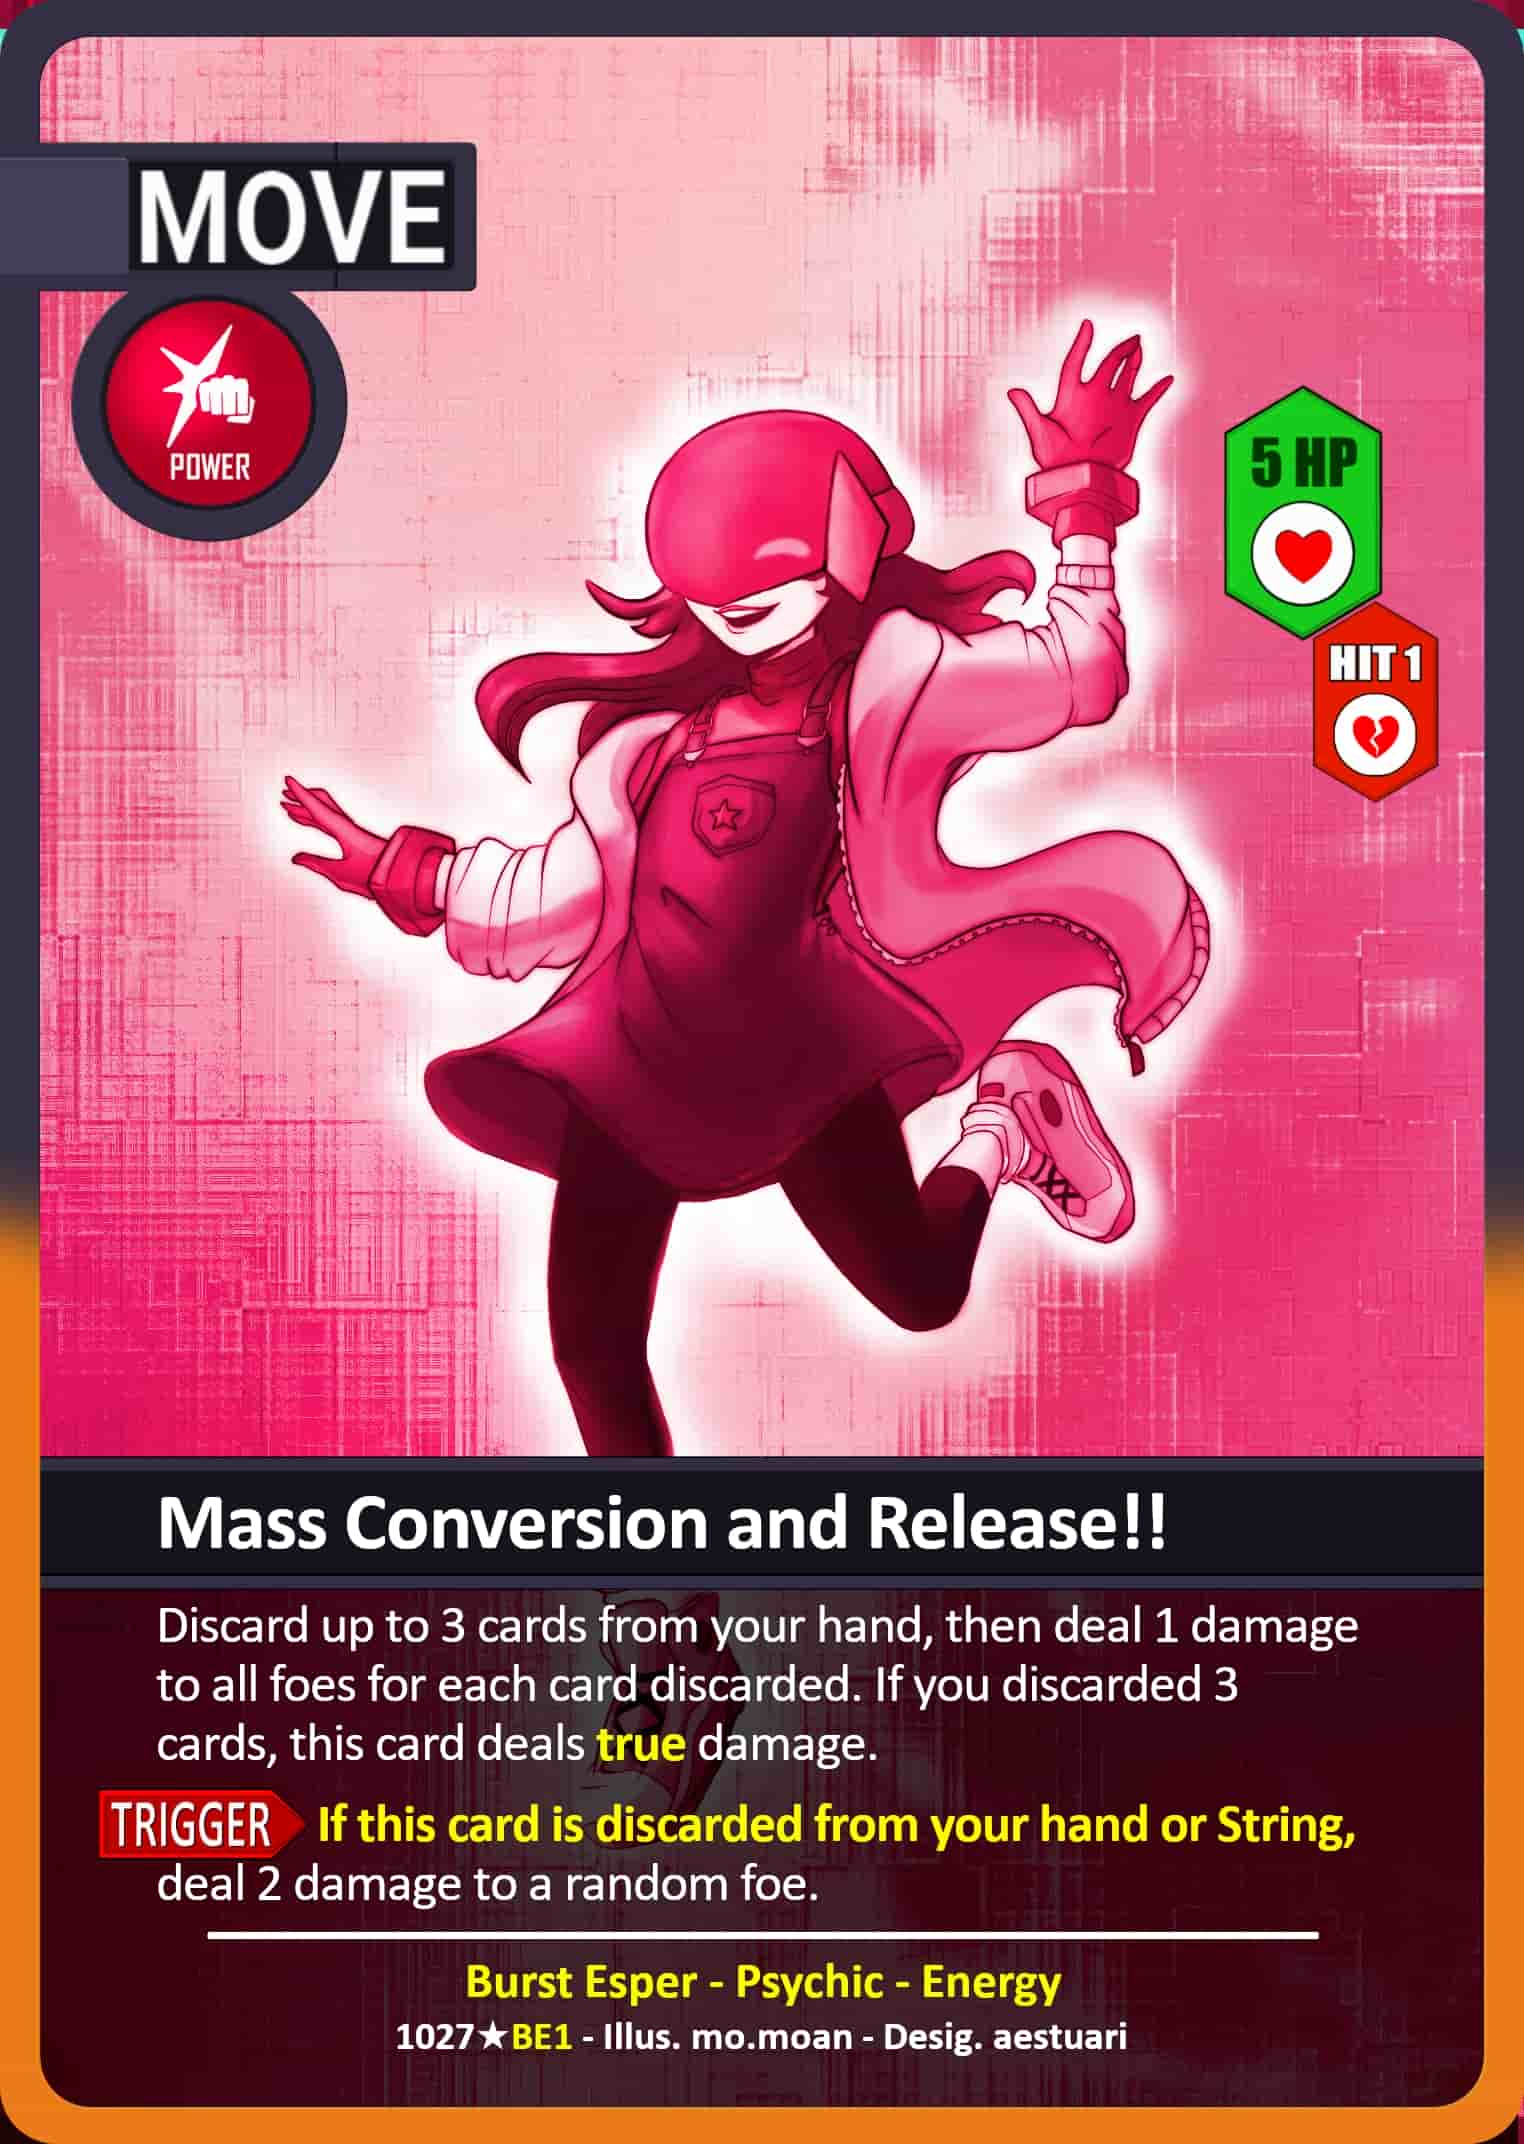 MOVE
POWER
5 HP
HIT 1
Mass Conversion and Release!!
Discard up to 3 cards from your hand, then deal 1 damage
to all foes for each card discarded. If you discarded 3
cards, this card deals true damage.
TRIGGER If this card is discarded from your hand or String,
deal 2 damage to a random foe.
Burst Esper - Psychic - Energy
1027★BE1 - Illus. mo.moan - Desig. aestuari